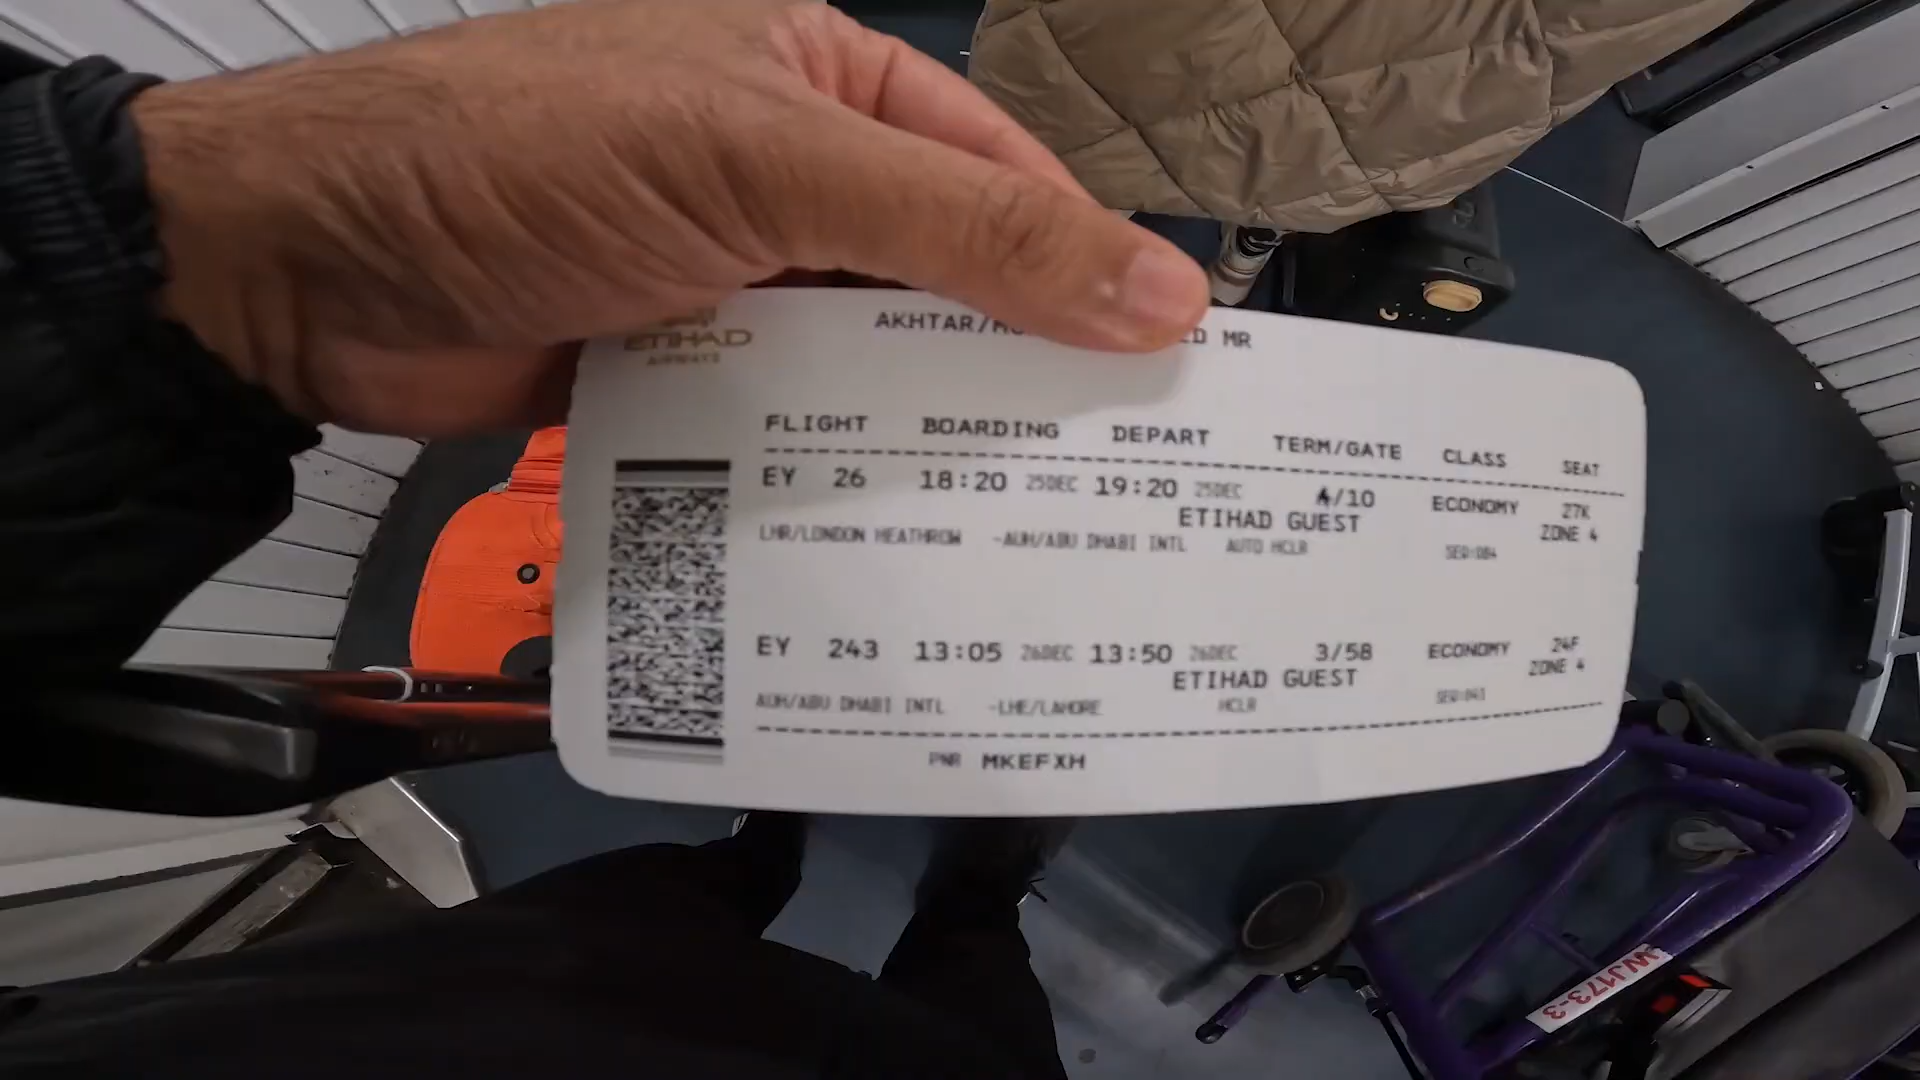 ETIHAD
AIRWAYS
AKHTAR/ MR
FLIGHT BOARDING DEPART TERM/GATE CLASS SEAT
EY 26 18:20 25DEC 19:20 25DEC 4/10 ECONOMY 27K
ETIHAD GUEST ZONE 4
LHR/LONDON HEATHROW -AUH/ABU DHABI INTL AUTO HCLR SEQ:084
EY 243 13:05 26DEC 13:50 26DEC 3/58 ECONOMY 24F
ETIHAD GUEST ZONE 4
AUH/ABU DHABI INTL -LHE/LAHORE HCLR
PNR MKEFXH
WJ173-3